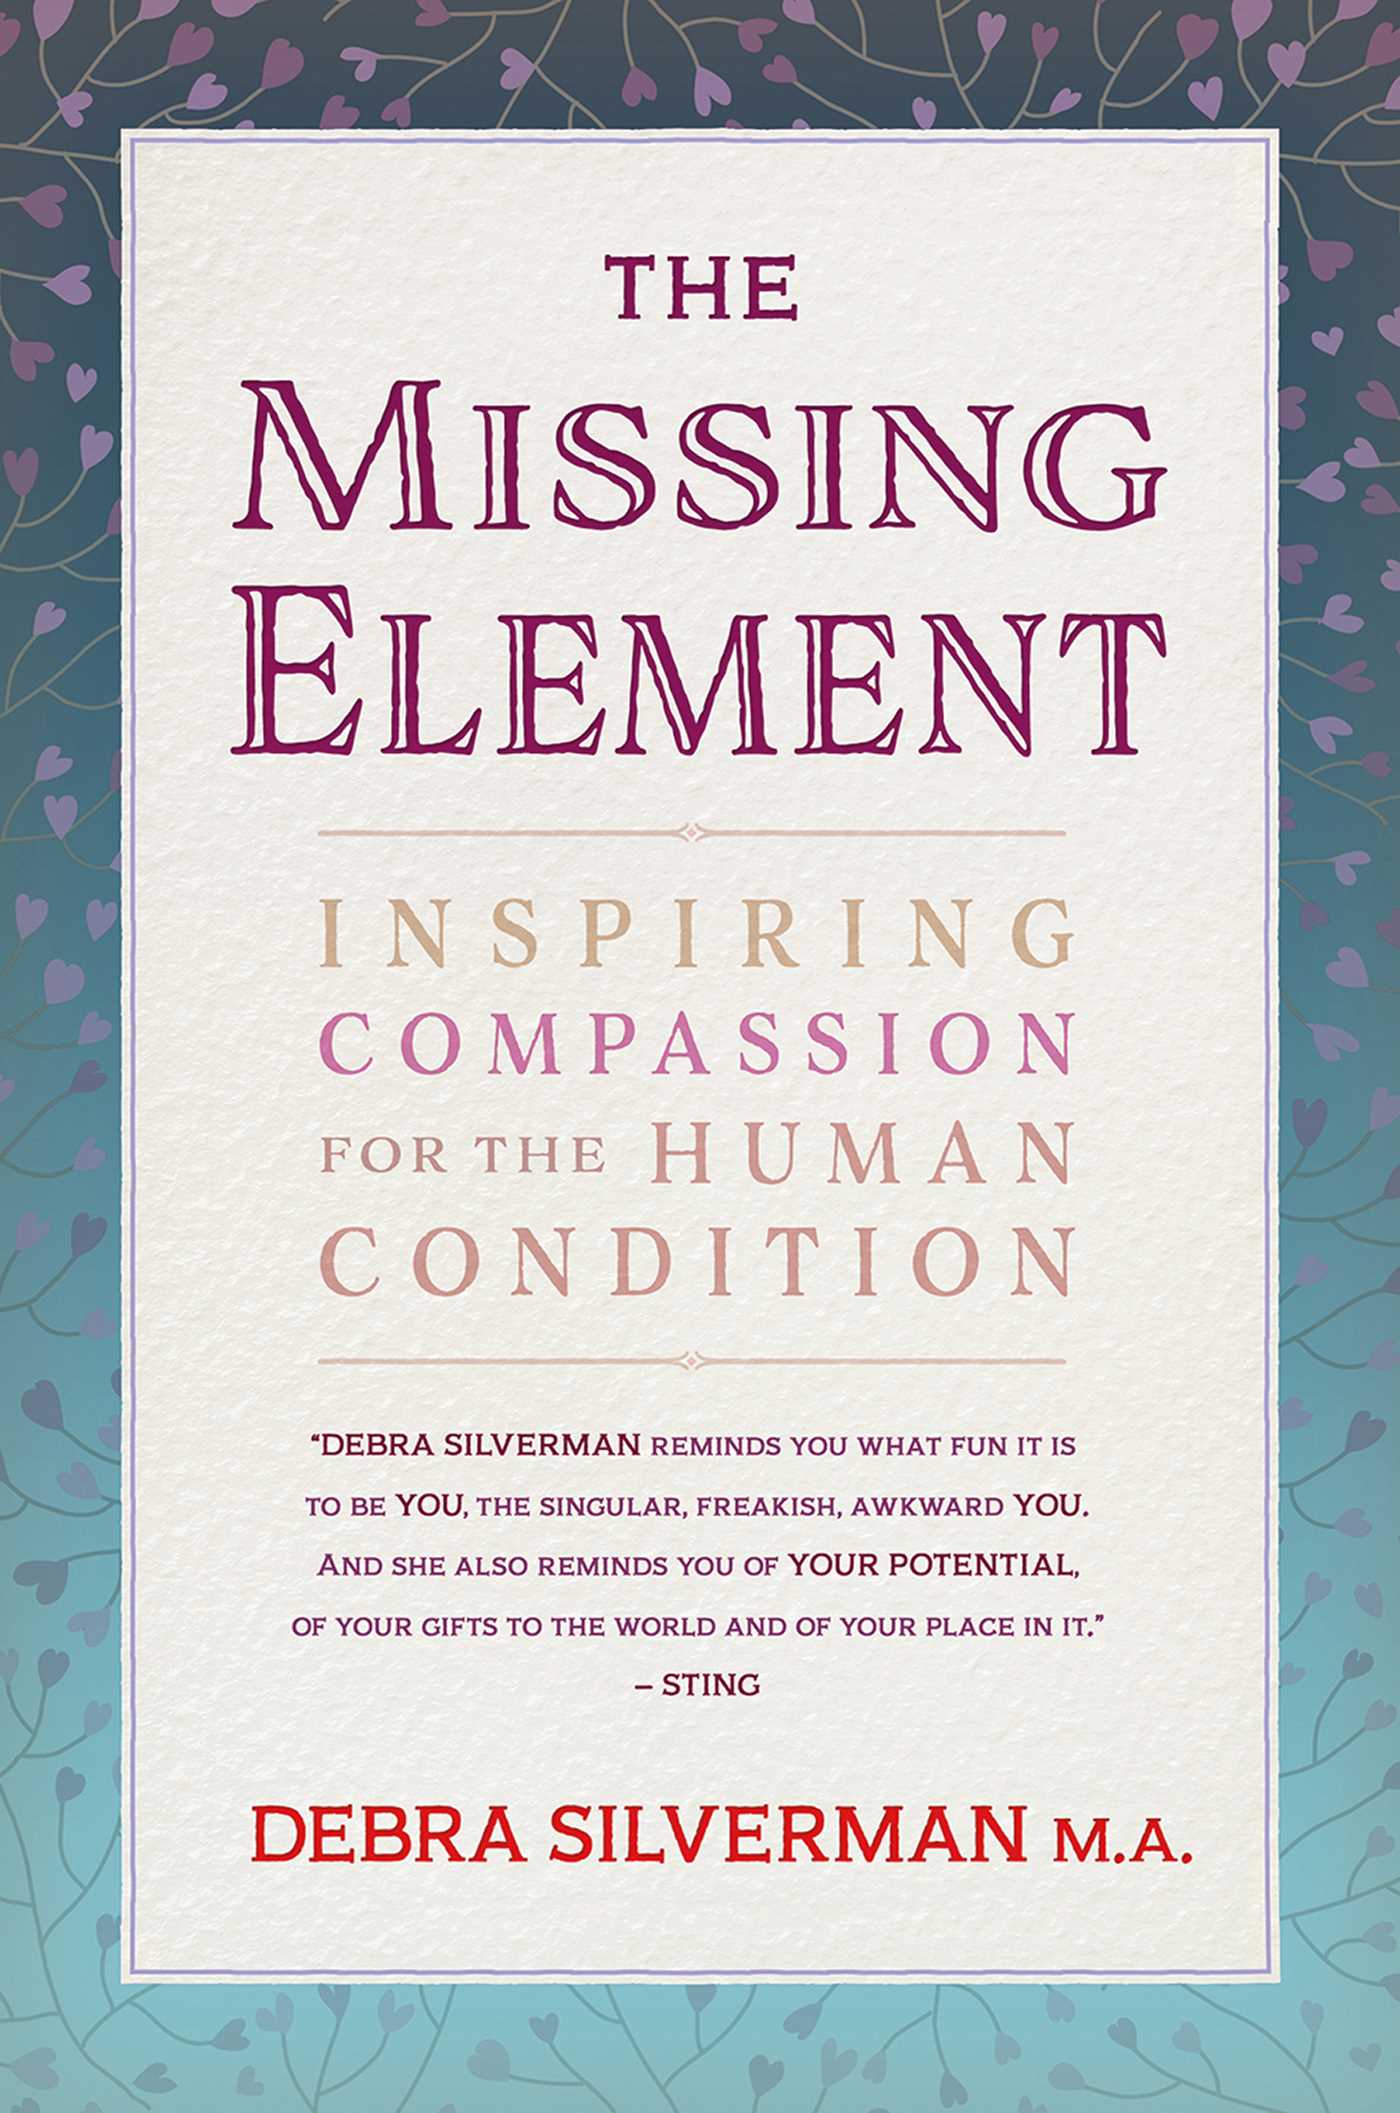 THE
MISSING
ELEMENT
INSPIRING
COMPASSION
FOR THE HUMAN
CONDITION
“DEBRA SILVERMAN REMINDS YOU WHAT FUN IT IS
TO BE YOU, THE SINGULAR, FREAKISH, AWKWARD YOU.
AND SHE ALSO REMINDS YOU OF YOUR POTENTIAL,
OF YOUR GIFTS TO THE WORLD AND OF YOUR PLACE IN IT.”
– STING
DEBRA SILVERMAN M.A.